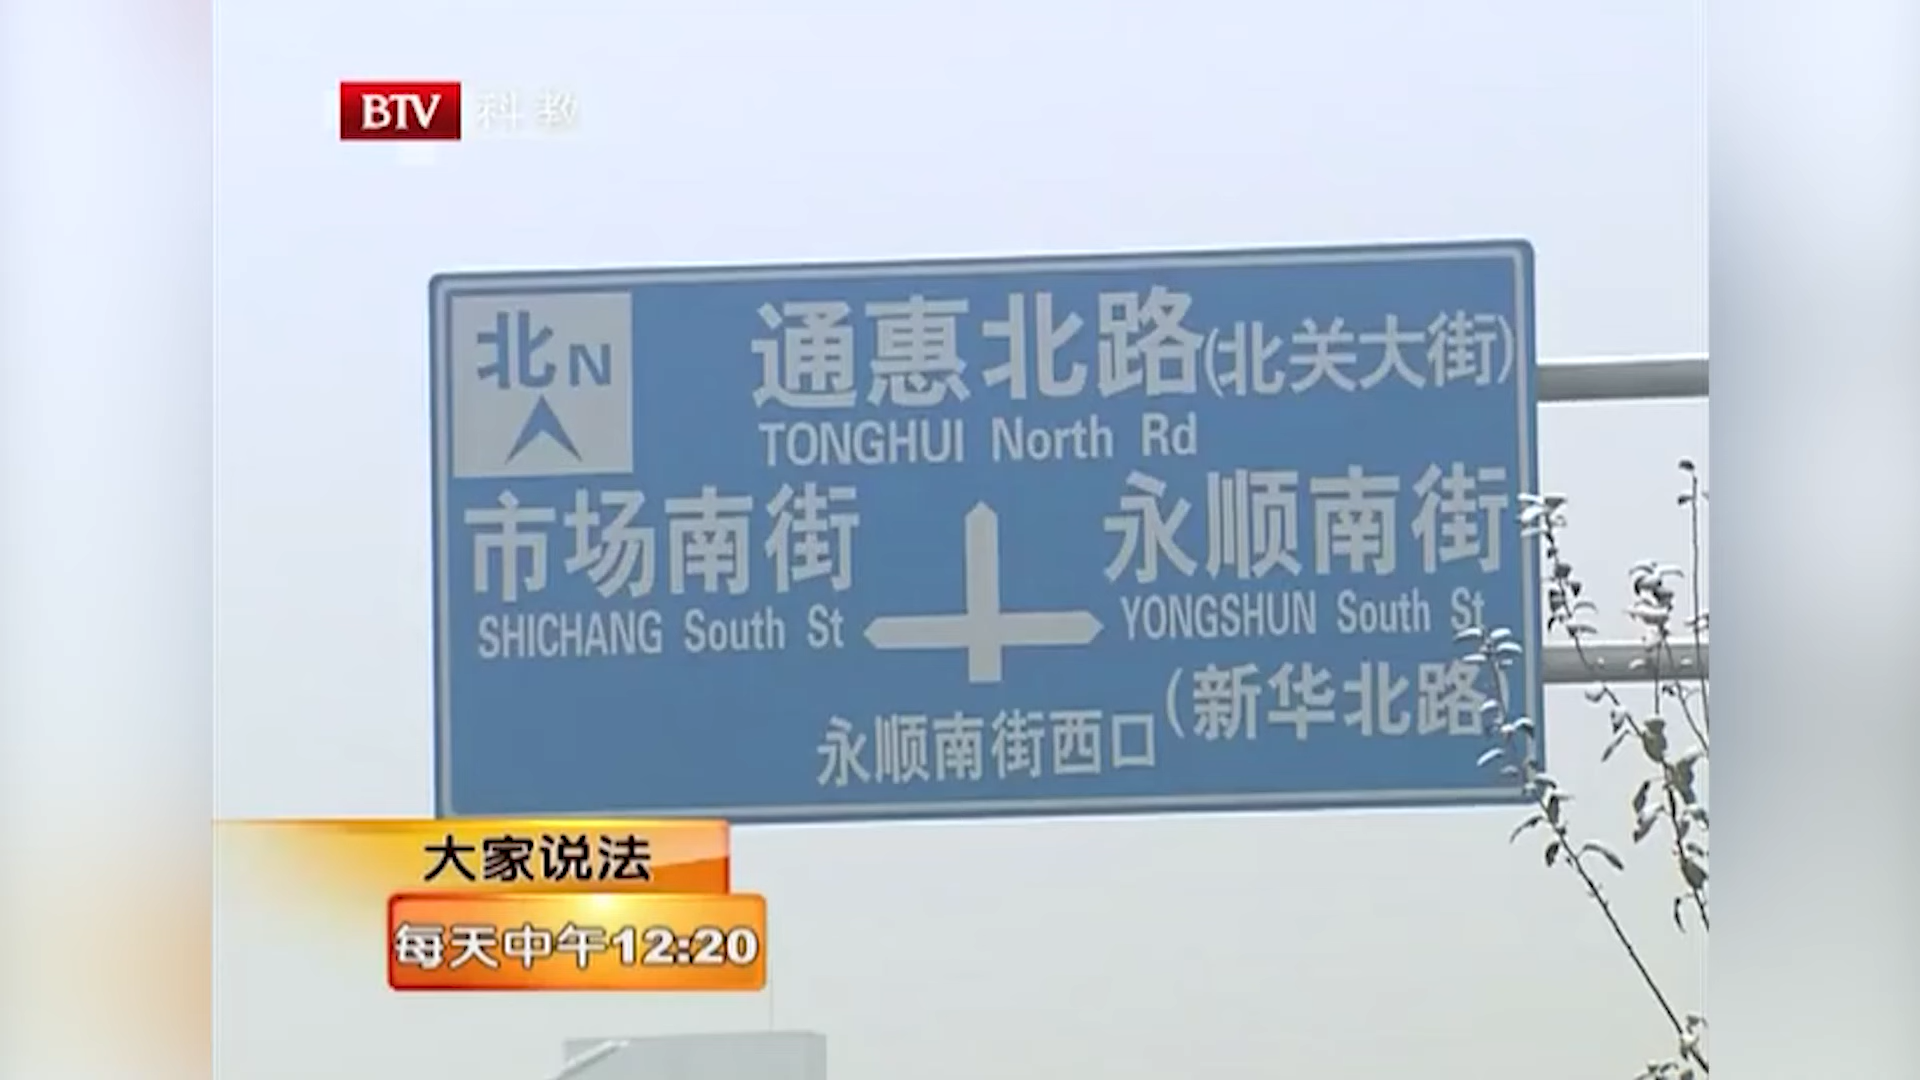 BTV 科教
北N
通惠北路(北关大街)
TONGHUI North Rd
市场南街
SHICHANG South St
永顺南街
YONGSHUN South St
(新华北路)
永顺南街西口
大家说法
每天中午12:20